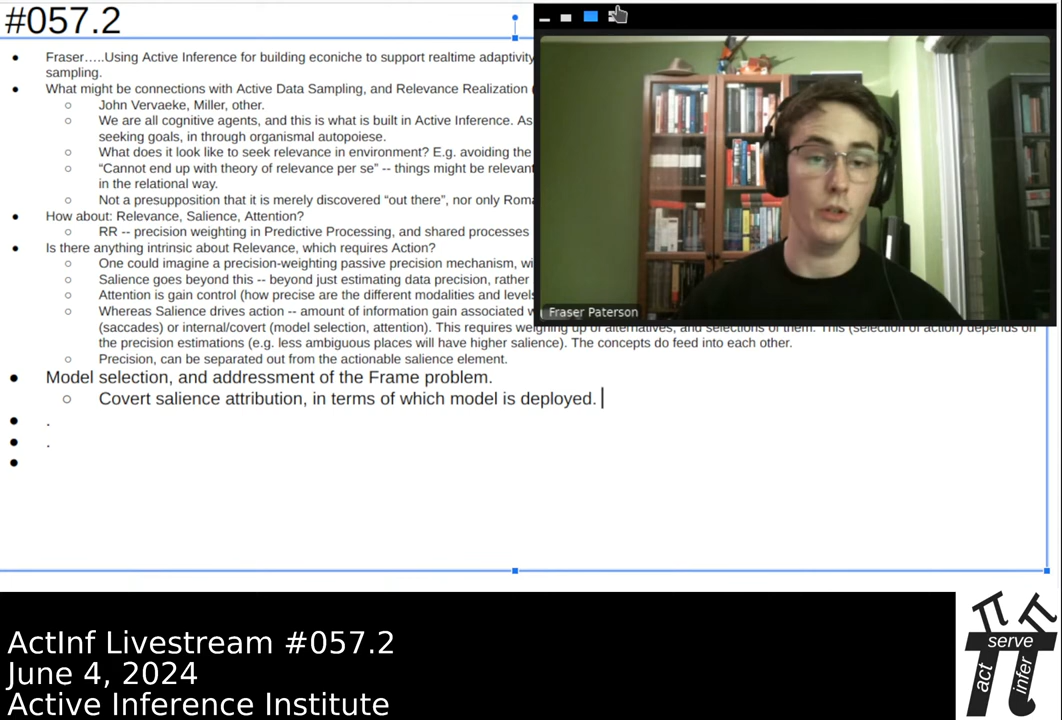 #057.2
Fraser…..Using Active Inference for building econiche to support realtime adaptivity
sampling.
What might be connections with Active Data Sampling, and Relevance Realization (
John Vervaeke, Miller, other.
We are all cognitive agents, and this is what is built in Active Inference. As
seeking goals, in through organismal autopoiese.
What does it look like to seek relevance in environment? E.g. avoiding the
“Cannot end up with theory of relevance per se” -- things might be relevant
in the relational way.
Not a presupposition that it is merely discovered “out there”, nor only Roma
How about: Relevance, Salience, Attention?
RR -- precision weighting in Predictive Processing, and shared processes
Is there anything intrinsic about Relevance, which requires Action?
One could imagine a precision-weighting passive precision mechanism, wi
Salience goes beyond this -- beyond just estimating data precision, rather
Attention is gain control (how precise are the different modalities and levels
Whereas Salience drives action -- amount of information gain associated w
(saccades) or internal/covert (model selection, attention). This requires weighing up of alternatives, and selections of them. This (selection of action) depends on
the precision estimations (e.g. less ambiguous places will have higher salience). The concepts do feed into each other.
Precision, can be separated out from the actionable salience element.
Model selection, and addressment of the Frame problem.
Covert salience attribution, in terms of which model is deployed.
.
.
Fraser Paterson
ActInf Livestream #057.2
June 4, 2024
Active Inference Institute
serve
act
infer